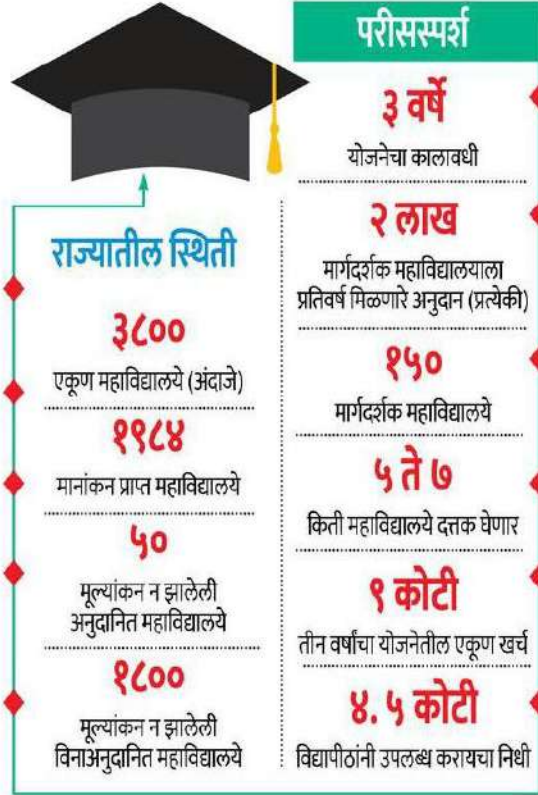 परीसस्पर्श
३ वर्षे
योजनेचा कालावधी
२ लाख
मार्गदर्शक महाविद्यालयाला
प्रतिवर्ष मिळणारे अनुदान (प्रत्येकी)
१५०
मार्गदर्शक महाविद्यालये
५ ते ७
किती महाविद्यालये दत्तक घेणार
९ कोटी
तीन वर्षांचा योजनेतील एकूण खर्च
४. ५ कोटी
विद्यापीठांनी उपलब्ध करायचा निधी
राज्यातील स्थिती
३८००
एकूण महाविद्यालये (अंदाजे)
१९८४
मानांकन प्राप्त महाविद्यालये
५०
मूल्यांकन न झालेली
अनुदानित महाविद्यालये
१८००
मूल्यांकन न झालेली
विनाअनुदानित महाविद्यालये